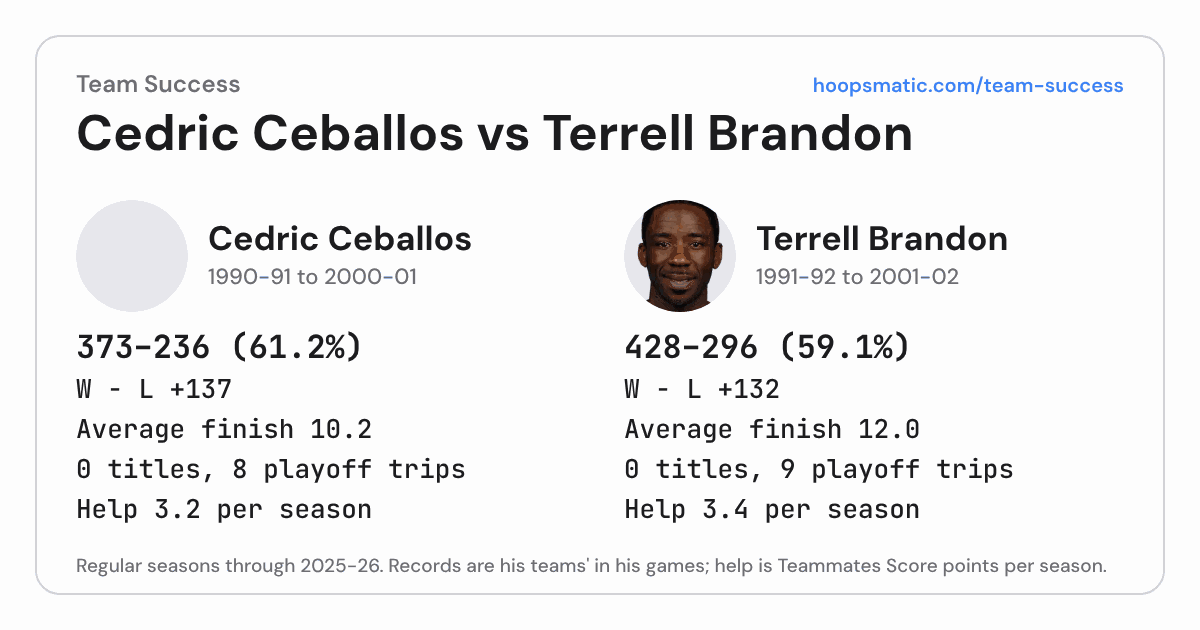 Team Success
hoopsmatic.com/team-success
Cedric Ceballos vs Terrell Brandon
Cedric Ceballos
1990-91 to 2000-01
373-236 (61.2%)
W - L +137
Average finish 10.2
0 titles, 8 playoff trips
Help 3.2 per season
Terrell Brandon
1991-92 to 2001-02
428-296 (59.1%)
W - L +132
Average finish 12.0
0 titles, 9 playoff trips
Help 3.4 per season
Regular seasons through 2025-26. Records are his teams' in his games; help is Teammates Score points per season.